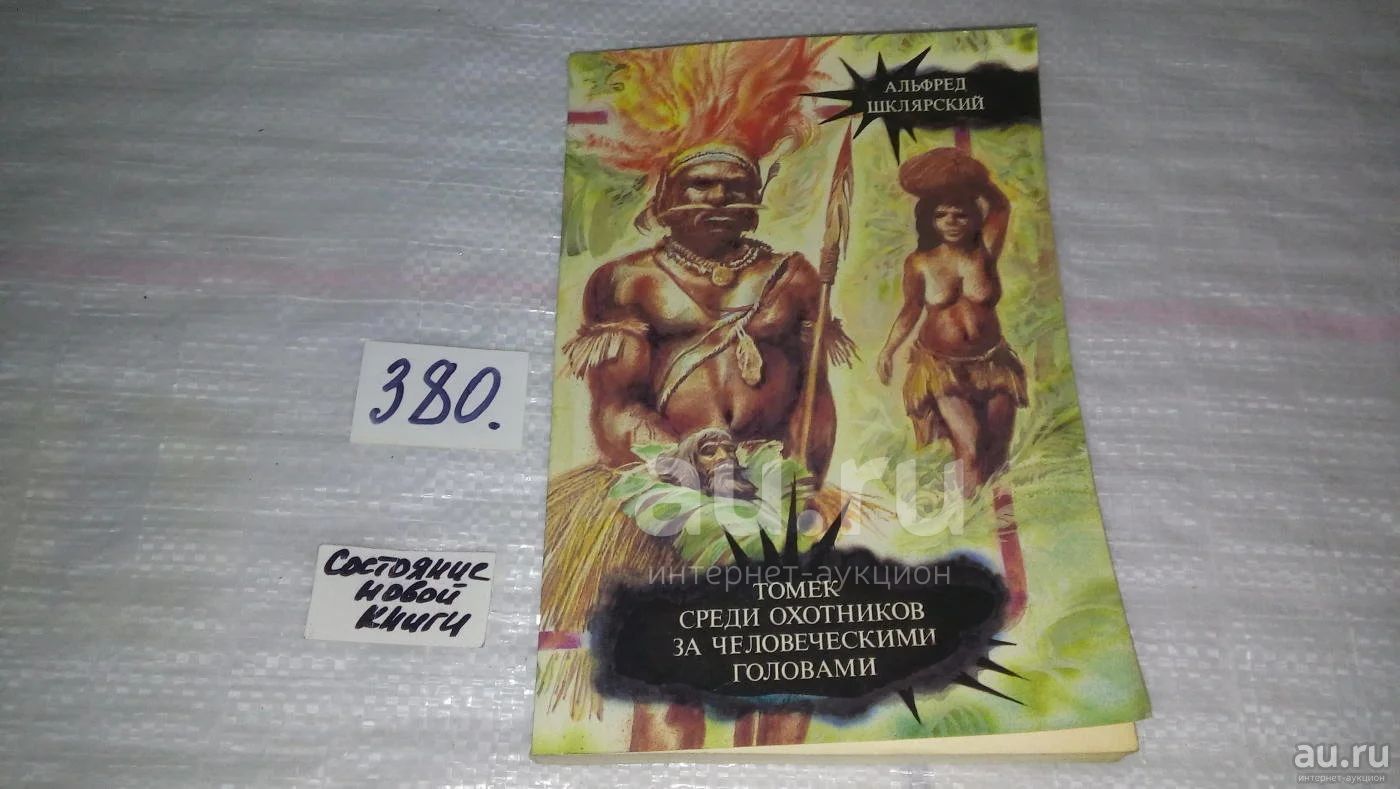 АЛЬФРЕД
ШКЛЯРСКИЙ
380.
Состояние
новой
книги
au.ru
интернет-аукцион
ТОМЕК
СРЕДИ ОХОТНИКОВ
ЗА ЧЕЛОВЕЧЕСКИМИ
ГОЛОВАМИ
au.ru
интернет-аукцион